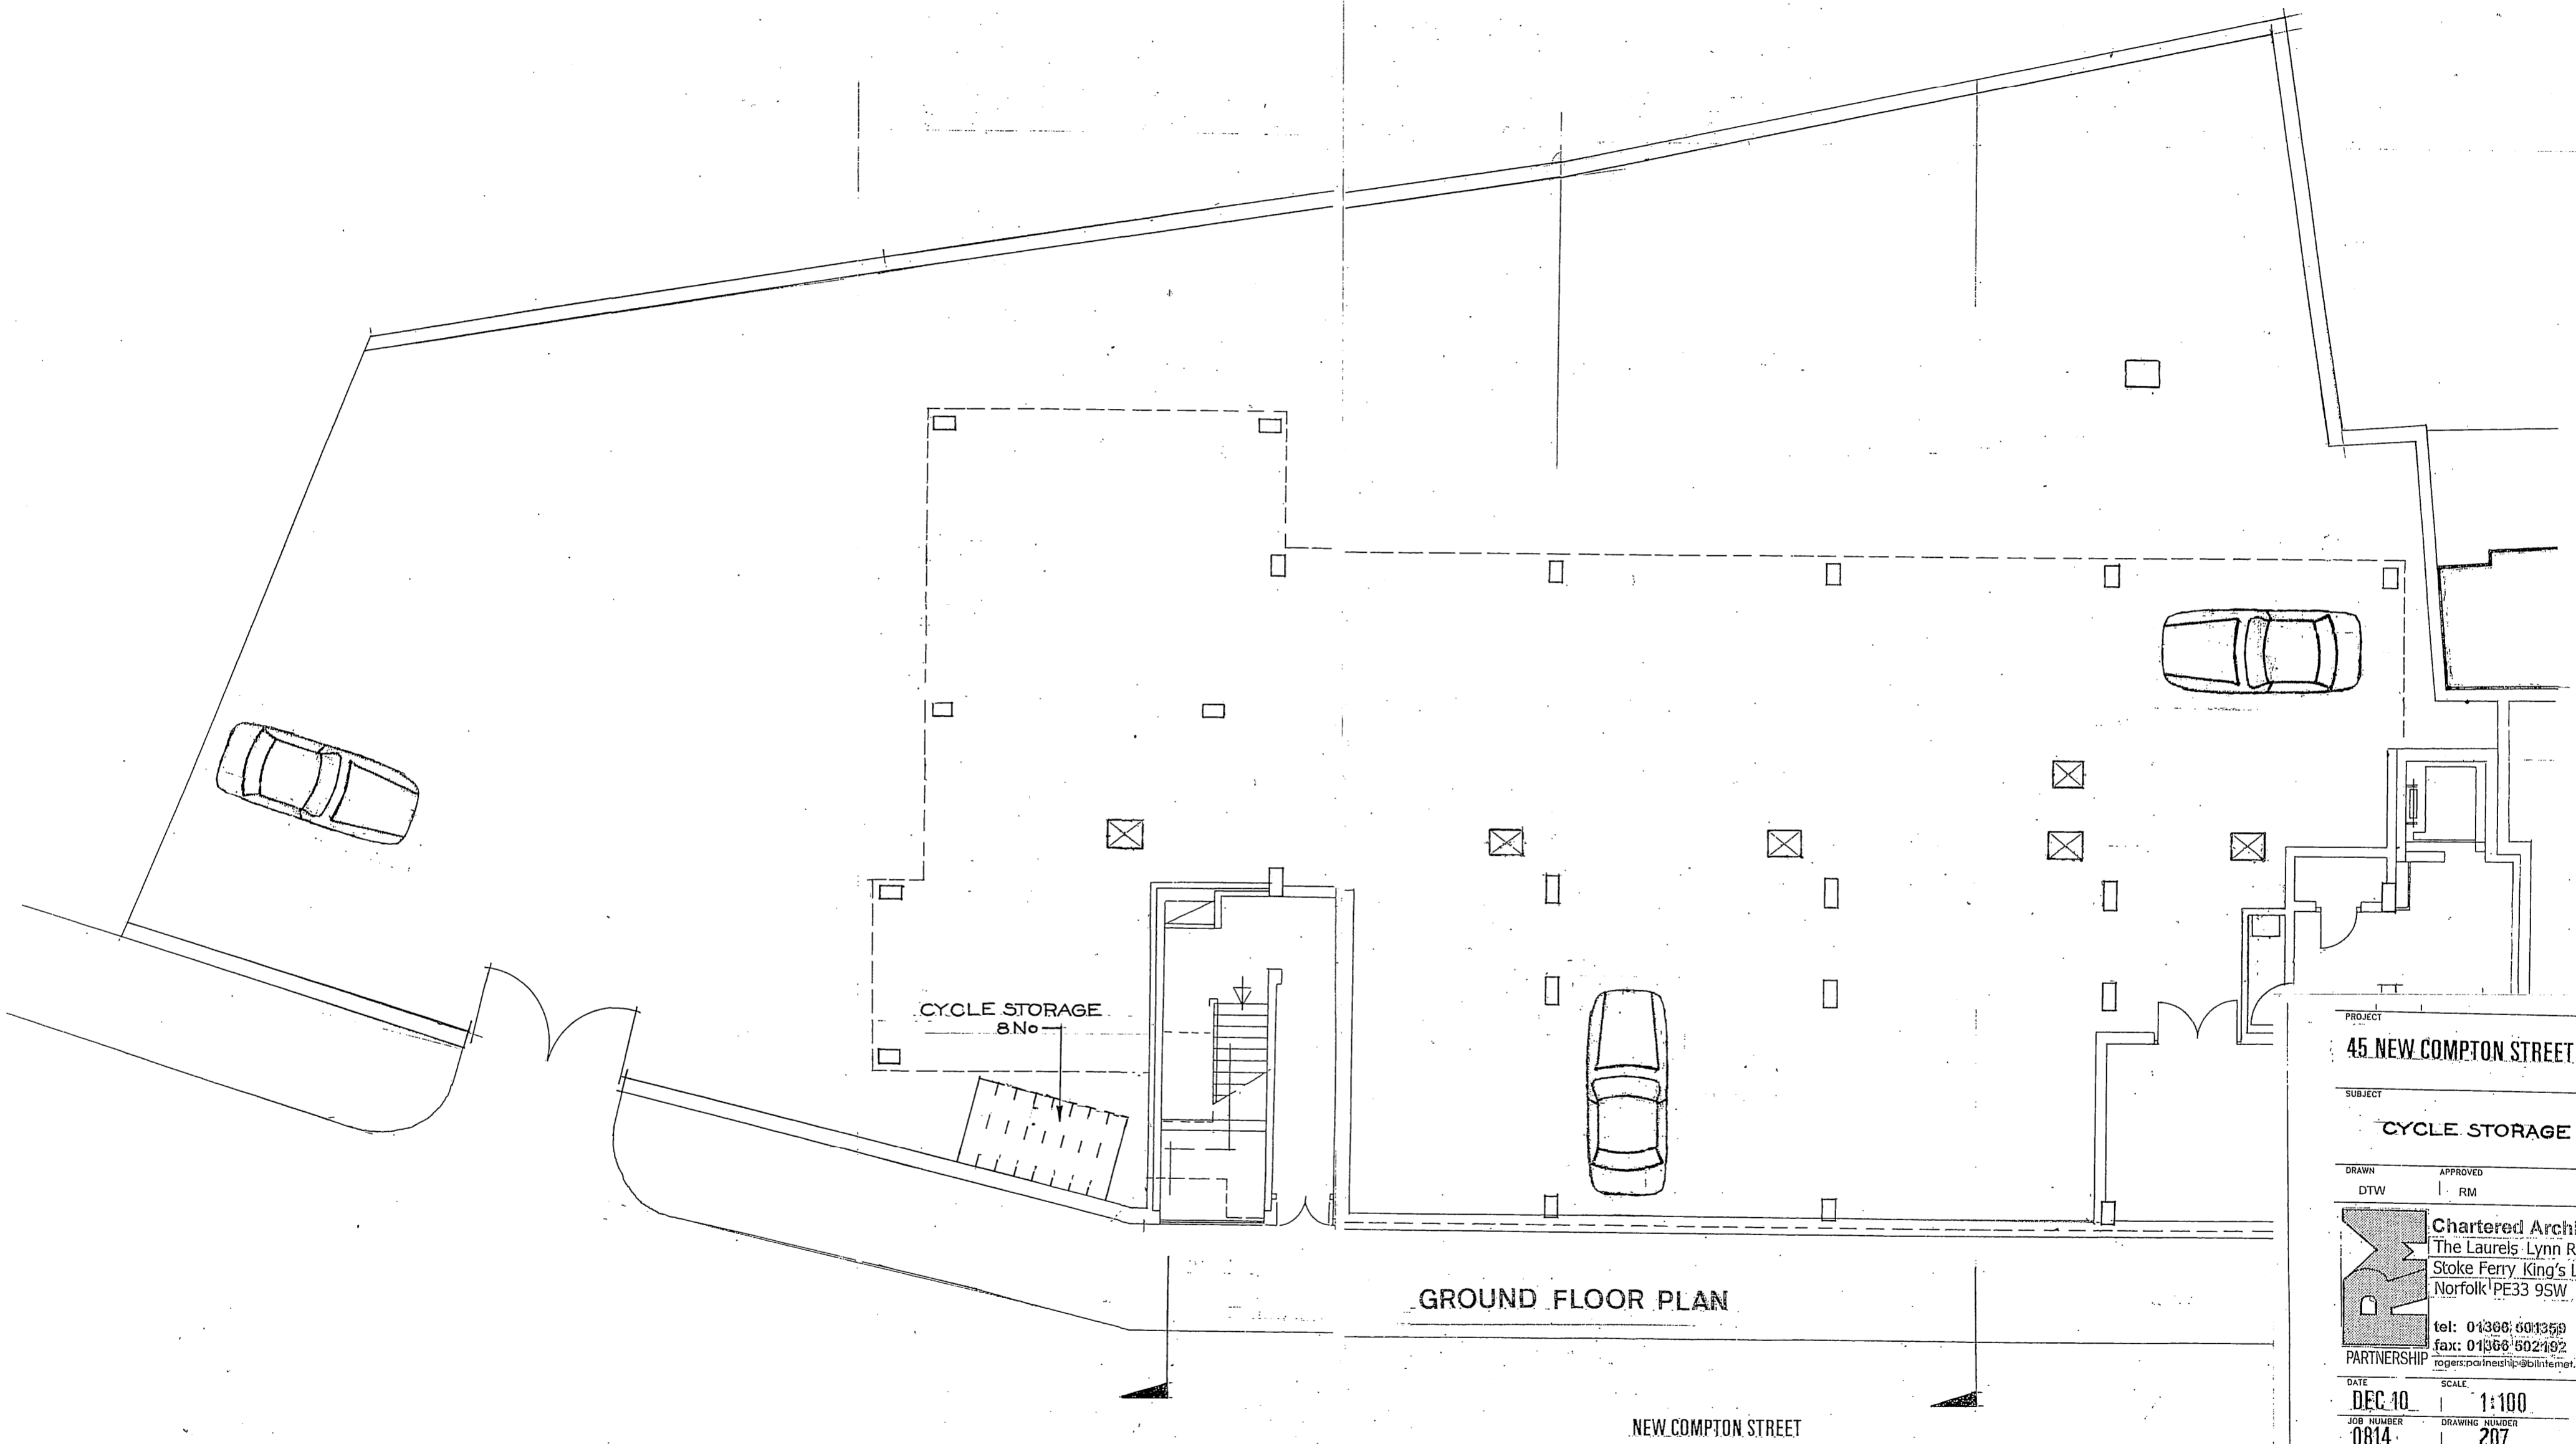 CYCLE STORAGE
8 No
GROUND FLOOR PLAN
NEW COMPTON STREET
PROJECT
45 NEW COMPTON STREET
SUBJECT
CYCLE STORAGE
DRAWN APPROVED
DTW RM
RM
PARTNERSHIP
Chartered Archi
The Laurels Lynn R
Stoke Ferry King's L
Norfolk PE33 9SW
tel: 01366 501359
fax: 01366 502192
DATE SCALE
DEC 10 1:100
JOB NUMBER DRAWING NUMBER
0814 207